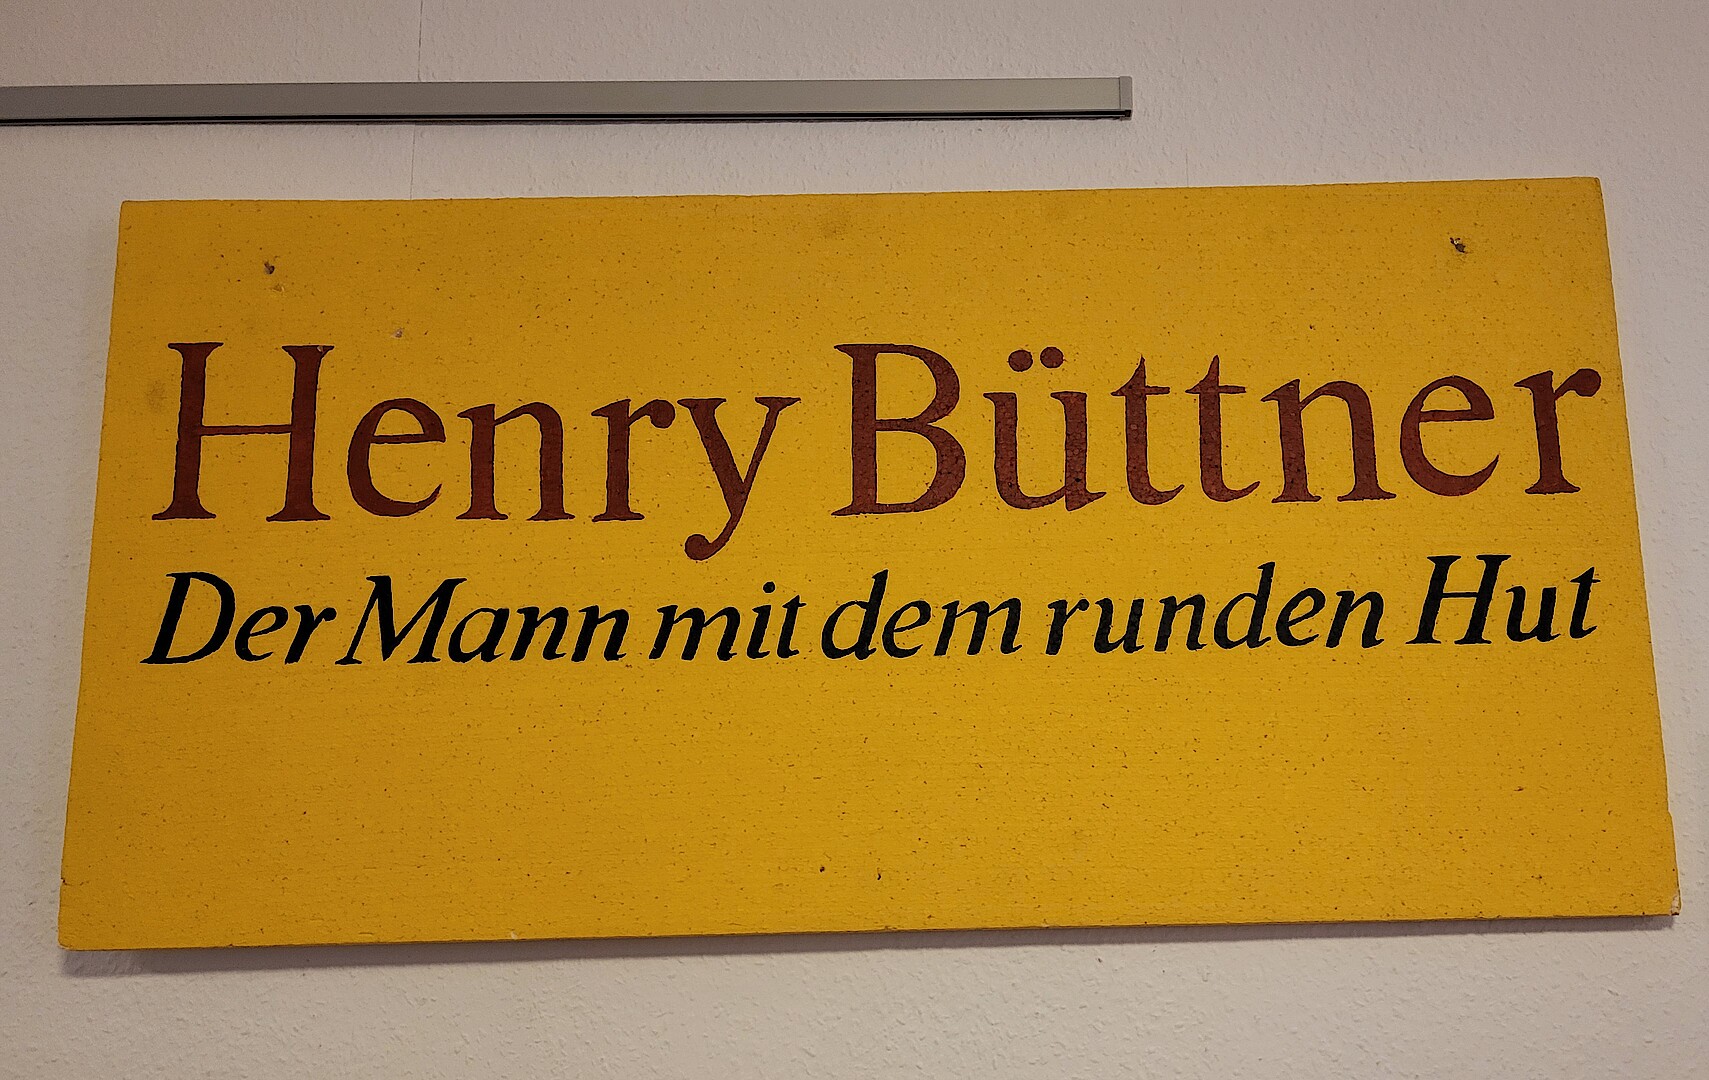 Henry Büttner
Der Mann mit dem runden Hut